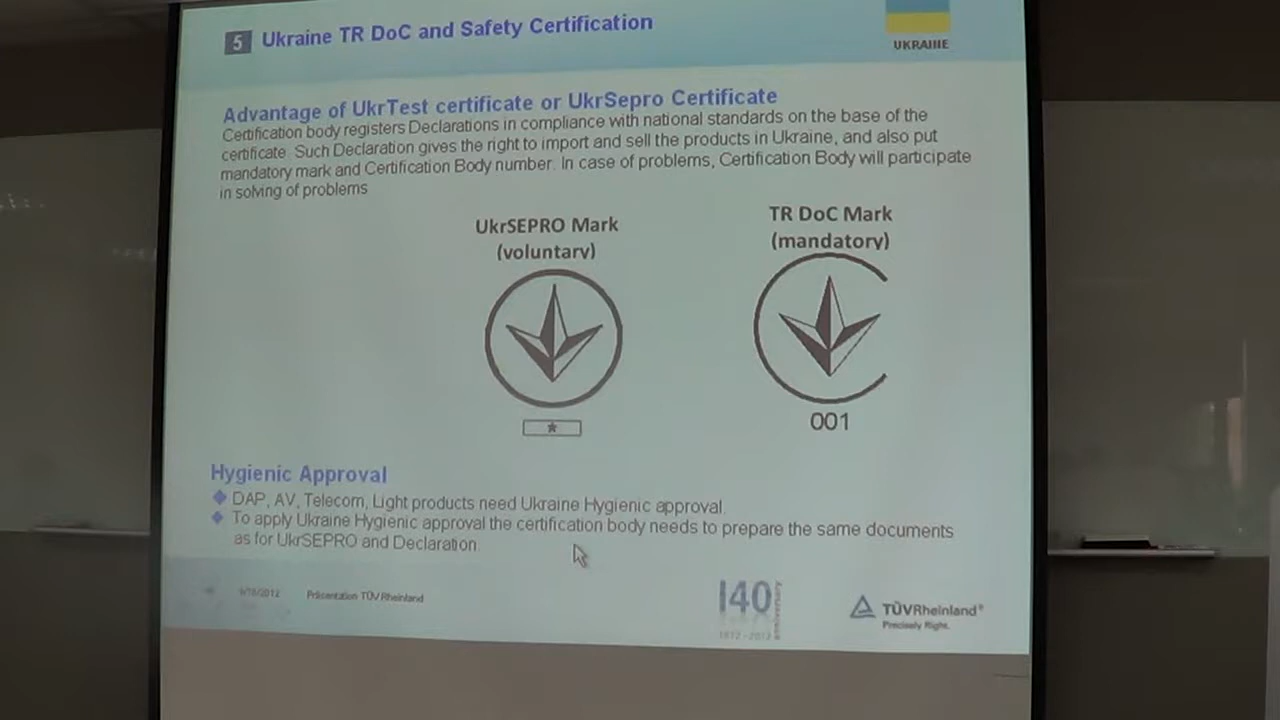 5 Ukraine TR DoC and Safety Certification
UKRAINE
Advantage of UkrTest certificate or UkrSepro Certificate
Certification body registers Declarations in compliance with national standards on the base of the
certificate. Such Declaration gives the right to import and sell the products in Ukraine, and also put
mandatory mark and Certification Body number. In case of problems, Certification Body will participate
in solving of problems
UkrSEPRO Mark
(voluntary)
TR DoC Mark
(mandatory)
001
Hygienic Approval
DAP, AV, Telecom, Light products need Ukraine Hygienic approval.
To apply Ukraine Hygienic approval the certification body needs to prepare the same documents
as for UkrSEPRO and Declaration.
Präsentation TÜV Rheinland
140
anniversary
1872 - 2012
TÜVRheinland®
Precisely Right.